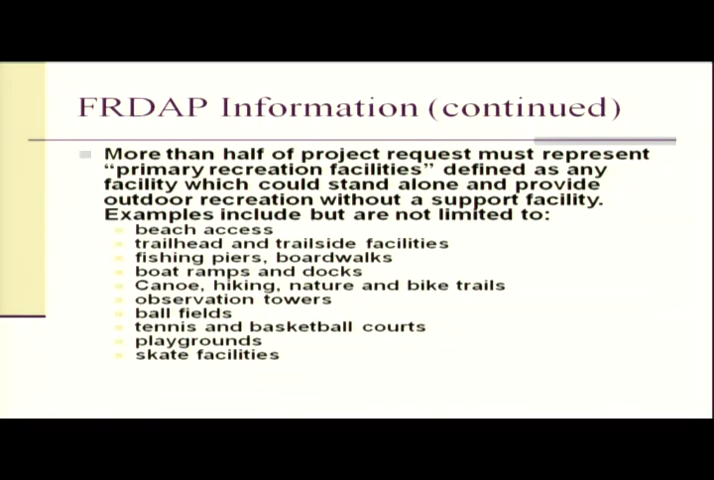 FRDAP Information (continued)
More than half of project request must represent
“primary recreation facilities” defined as any
facility which could stand alone and provide
outdoor recreation without a support facility.
Examples include but are not limited to:
beach access
trailhead and trailside facilities
fishing piers, boardwalks
boat ramps and docks
Canoe, hiking, nature and bike trails
observation towers
ball fields
tennis and basketball courts
playgrounds
skate facilities